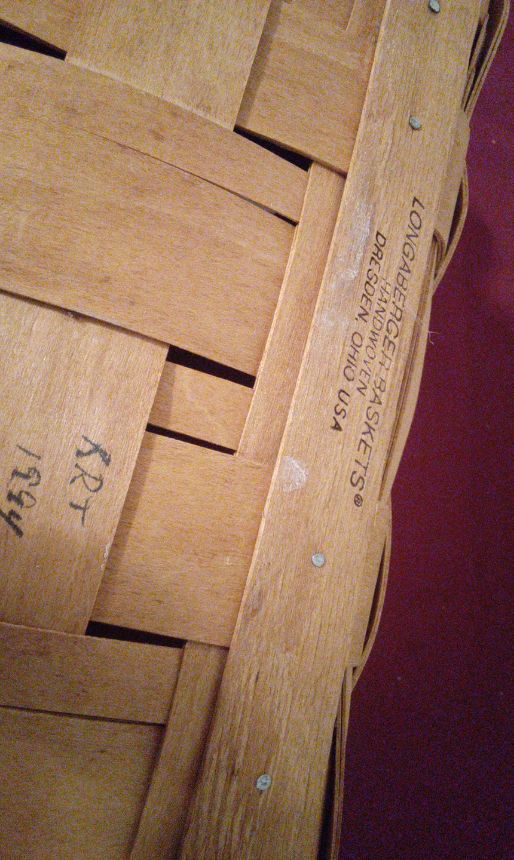 LONGABERGER BASKETS®
HANDWOVEN
DRESDEN OHIO USA
KRT
1994